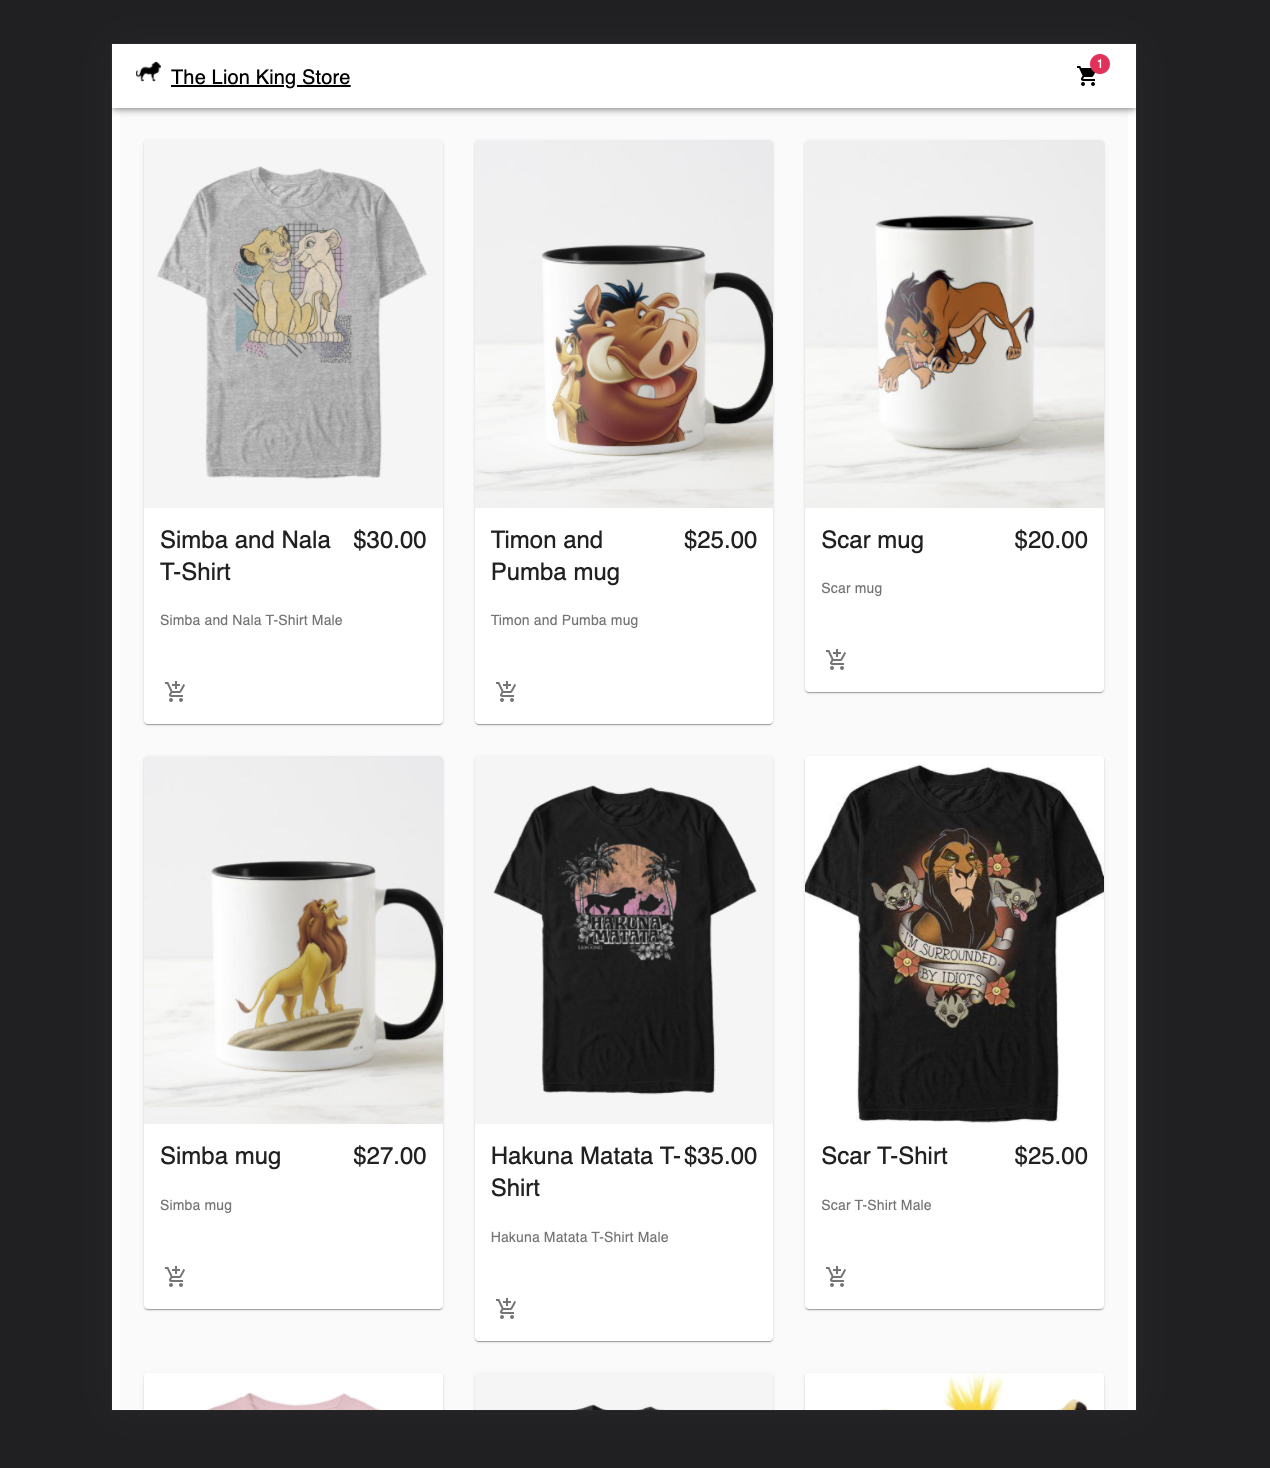 The Lion King Store
1
Simba and Nala
T-Shirt
$30.00
Simba and Nala T-Shirt Male
Timon and
Pumba mug
$25.00
Timon and Pumba mug
Scar mug
$20.00
Scar mug
Simba mug
$27.00
Simba mug
HAKUNA
MATATA
Hakuna Matata T-
Shirt
$35.00
Hakuna Matata T-Shirt Male
I'M SURROUNDED
BY IDIOTS
Scar T-Shirt
$25.00
Scar T-Shirt Male